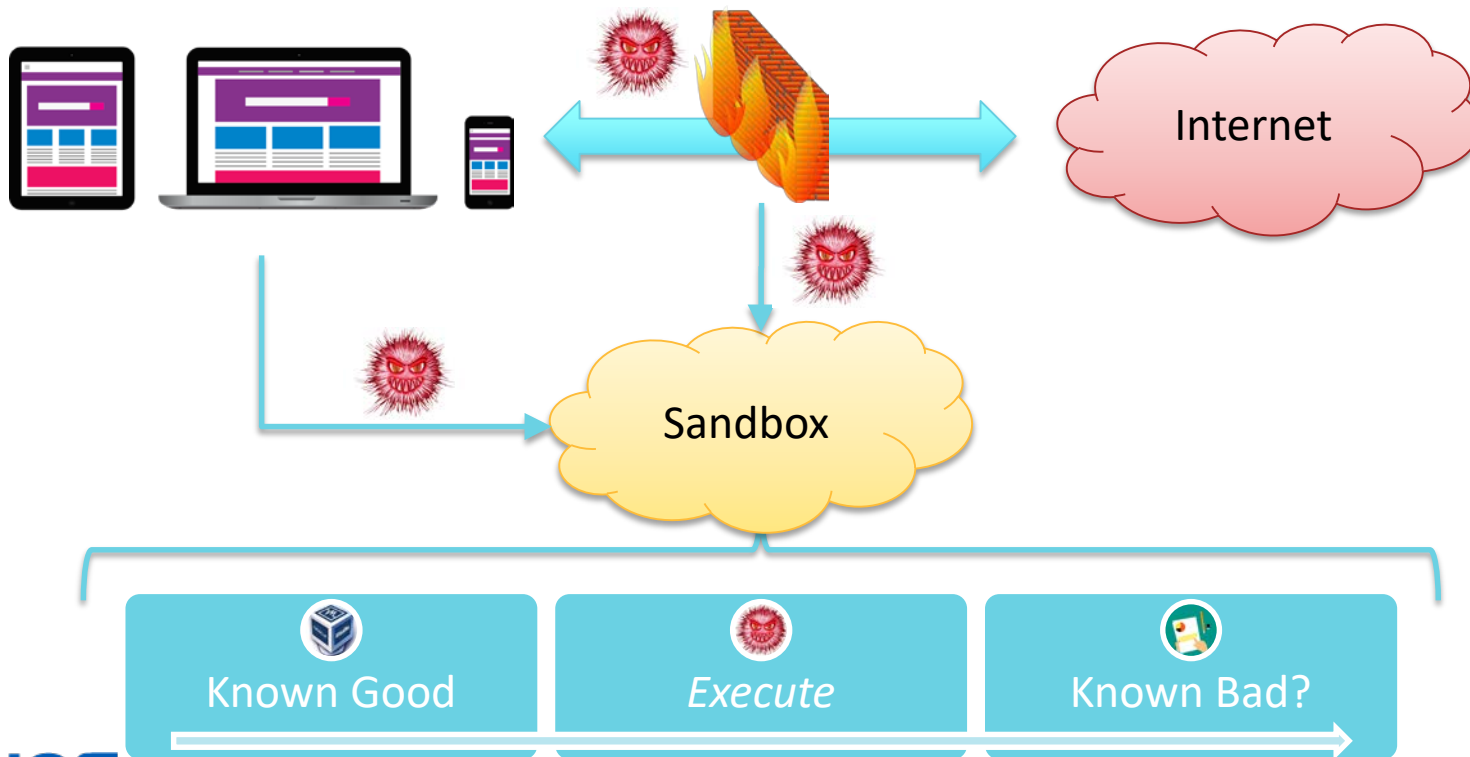 Internet
Sandbox
Known Good
Execute
Known Bad?